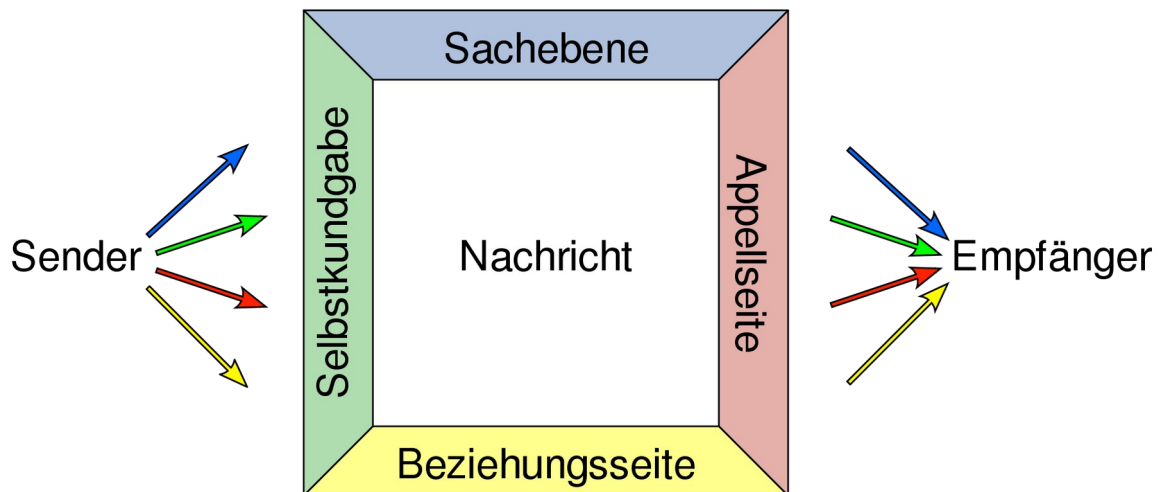 Sachebene
Selbstkundgabe
Sender
Nachricht
Appellseite
Empfänger
Beziehungsseite